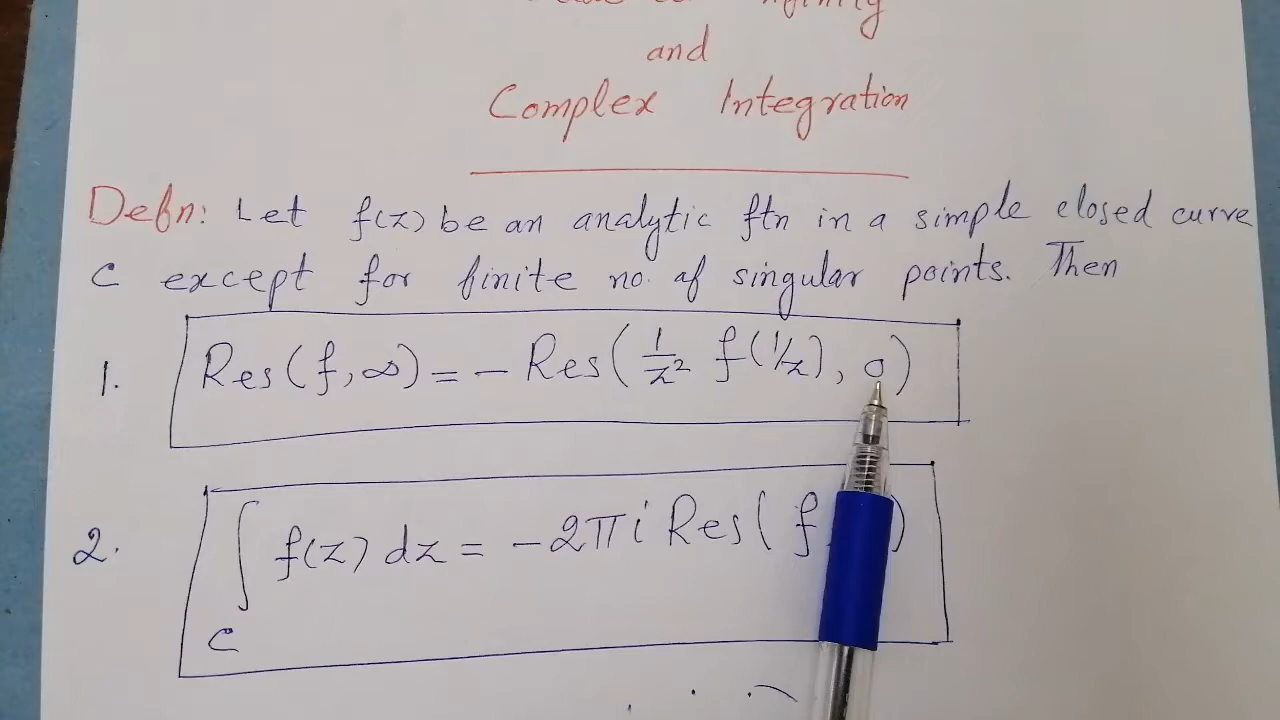 and
Complex Integration
Defn: Let f(z) be an analytic ftn in a simple closed curve
C except for finite no. of singular points. Then
1. Res(f,∞) = - Res(1/z² f(1/z), 0)
2. ∫_C f(z) dz = -2πi Res(f, )